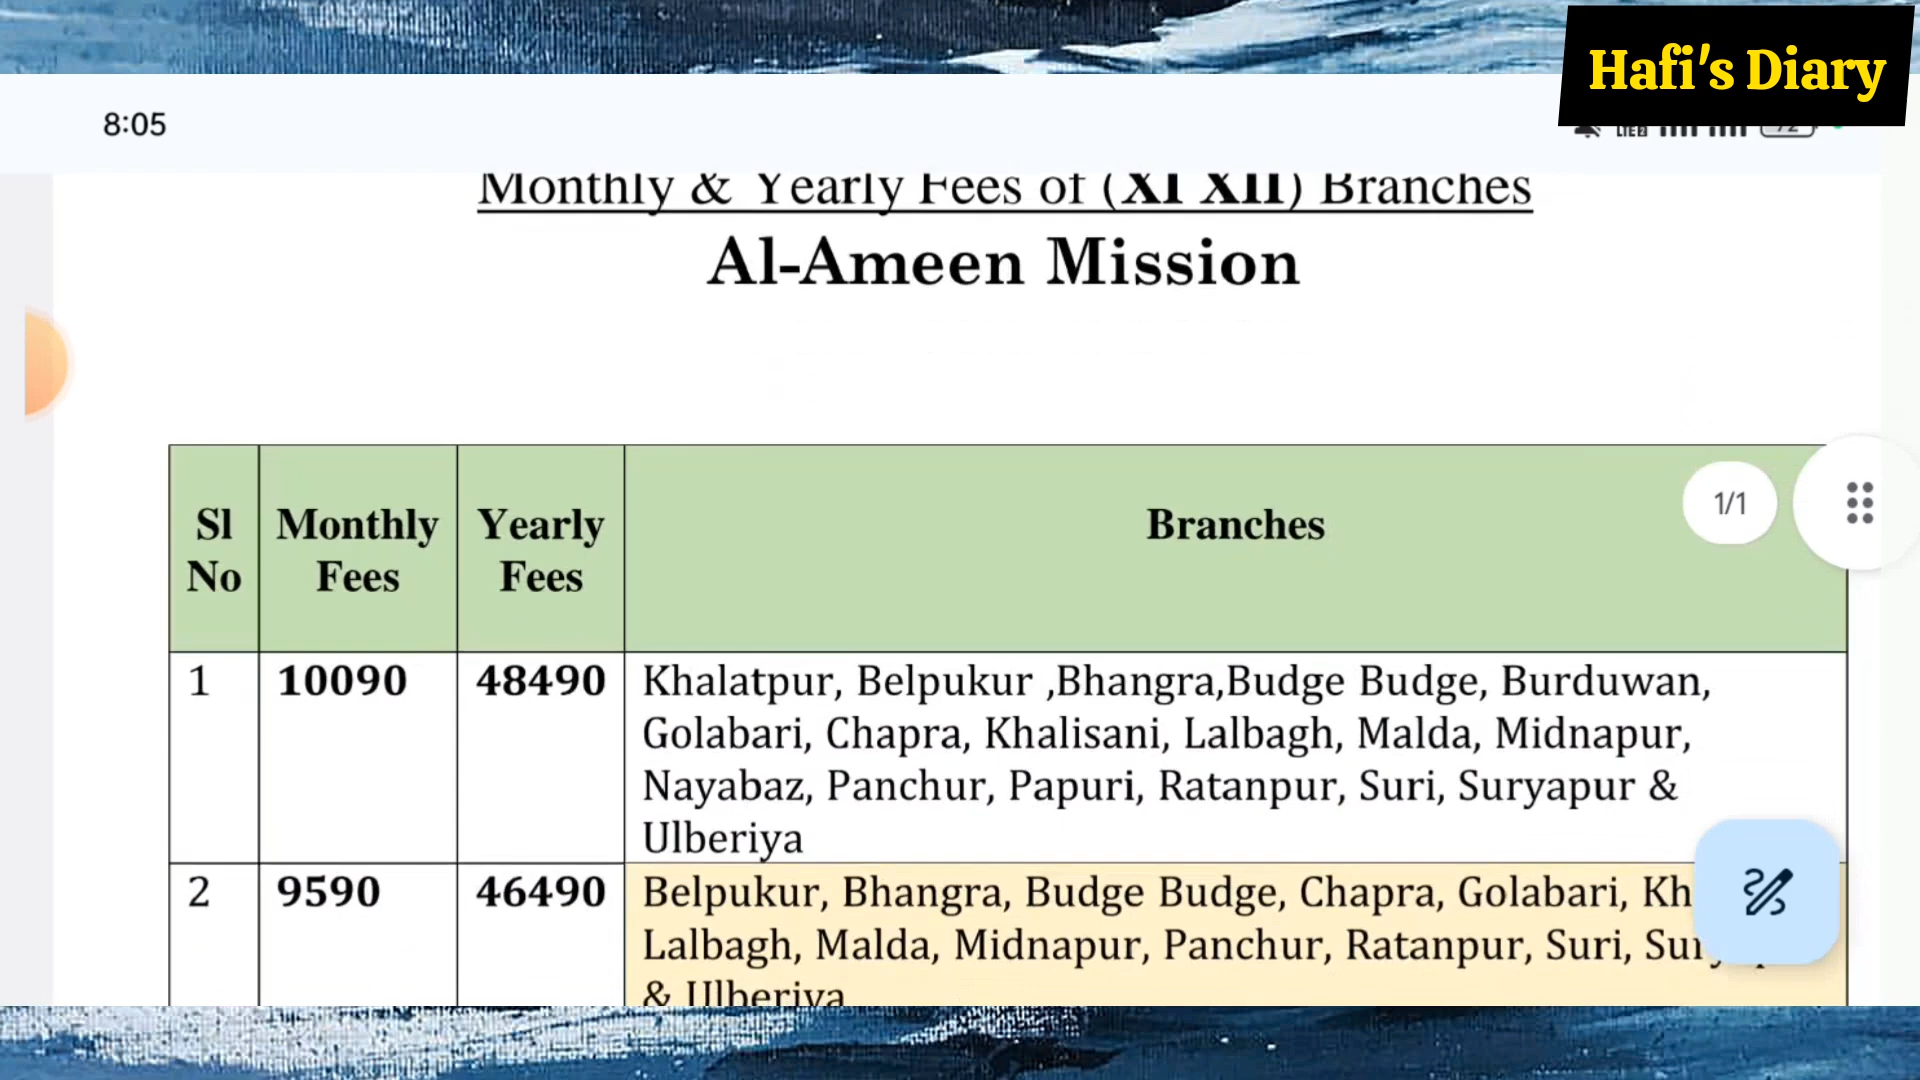 Hafi's Diary
8:05
Monthly & Yearly Fees of (XI XII) Branches
Al-Ameen Mission
Sl No
Monthly Fees
Yearly Fees
Branches
1/1
1
10090
48490
Khalatpur, Belpukur ,Bhangra,Budge Budge, Burduwan,
Golabari, Chapra, Khalisani, Lalbagh, Malda, Midnapur,
Nayabaz, Panchur, Papuri, Ratanpur, Suri, Suryapur &
Ulberiya
2
9590
46490
Belpukur, Bhangra, Budge Budge, Chapra, Golabari, Kh
Lalbagh, Malda, Midnapur, Panchur, Ratanpur, Suri,
& Ulberiya